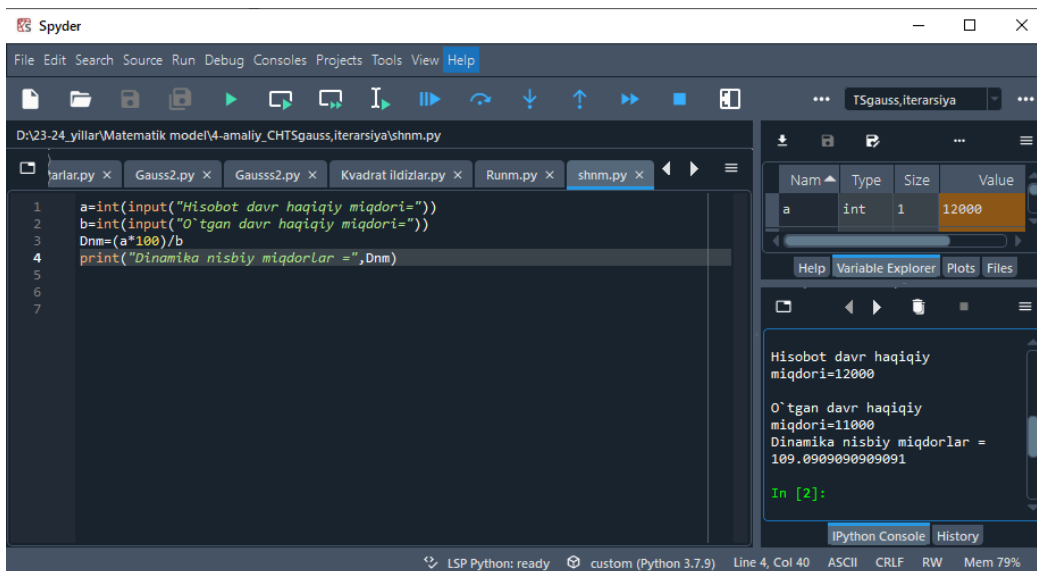 Spyder
File Edit Search Source Run Debug Consoles Projects Tools View Help
TSgauss,iterarsiya
D:\23-24_yillar\Matematik model\4-amaliy_CHTSgauss,iterarsiya\shnm.py
arlar.py Gauss2.py Gausss2.py Kvadrat ildizlar.py Runm.py shnm.py
1 a=int(input("Hisobot davr haqiqiy miqdori="))
2 b=int(input("O`tgan davr haqiqiy miqdori="))
3 Dnm=(a*100)/b
4 print("Dinamika nisbiy miqdorlar =",Dnm)
5
6
7
Nam Type Size Value
a int 1 12000
Help Variable Explorer Plots Files
Hisobot davr haqiqiy
miqdori=12000
O`tgan davr haqiqiy
miqdori=11000
Dinamika nisbiy miqdorlar =
109.0909090909091
In [2]:
IPython Console History
LSP Python: ready custom (Python 3.7.9) Line 4, Col 40 ASCII CRLF RW Mem 79%